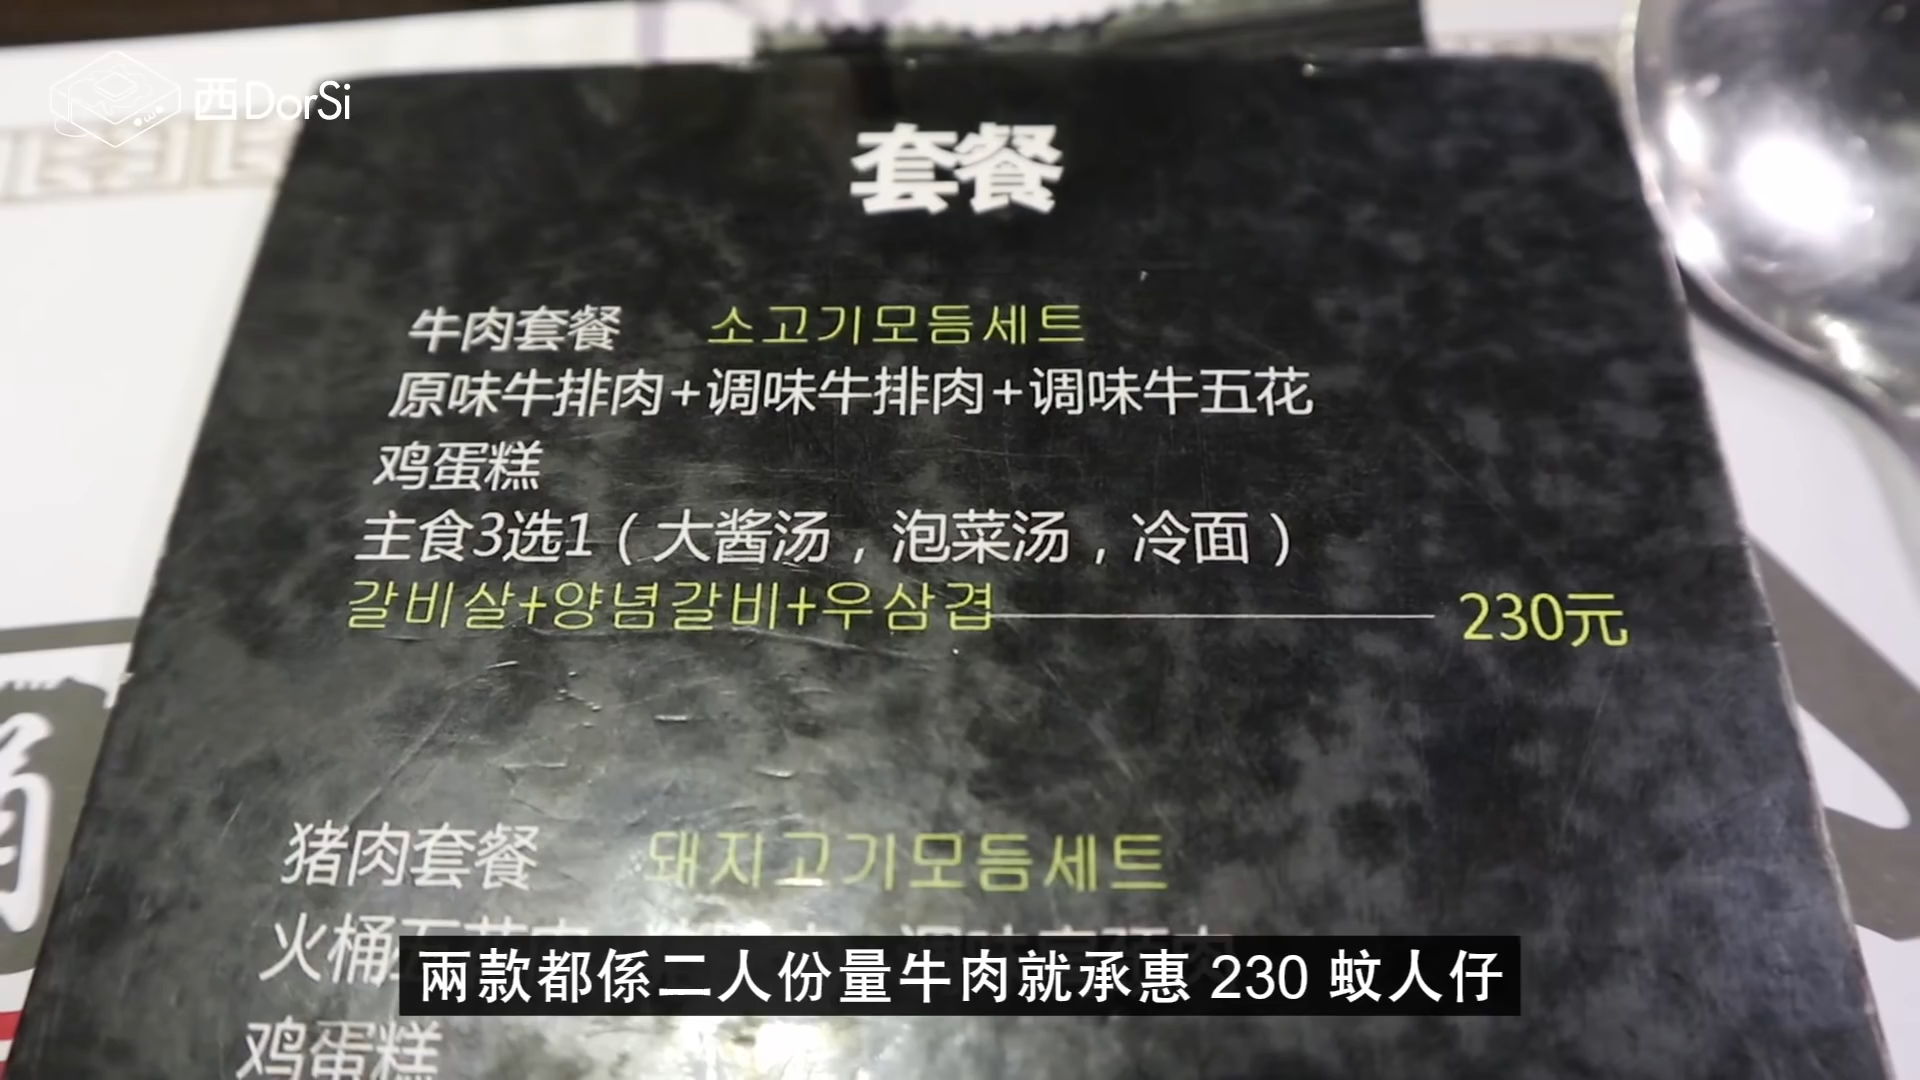 西DorSi
套餐
牛肉套餐 소고기모듬세트
原味牛排肉+调味牛排肉+调味牛五花
鸡蛋糕
主食3选1（大酱汤，泡菜汤，冷面）
갈비살+양념갈비+우삼겹 230元
猪肉套餐 돼지고기모듬세트
火桶五花肉
兩款都係二人份量牛肉就承惠 230 蚊人仔
鸡蛋糕